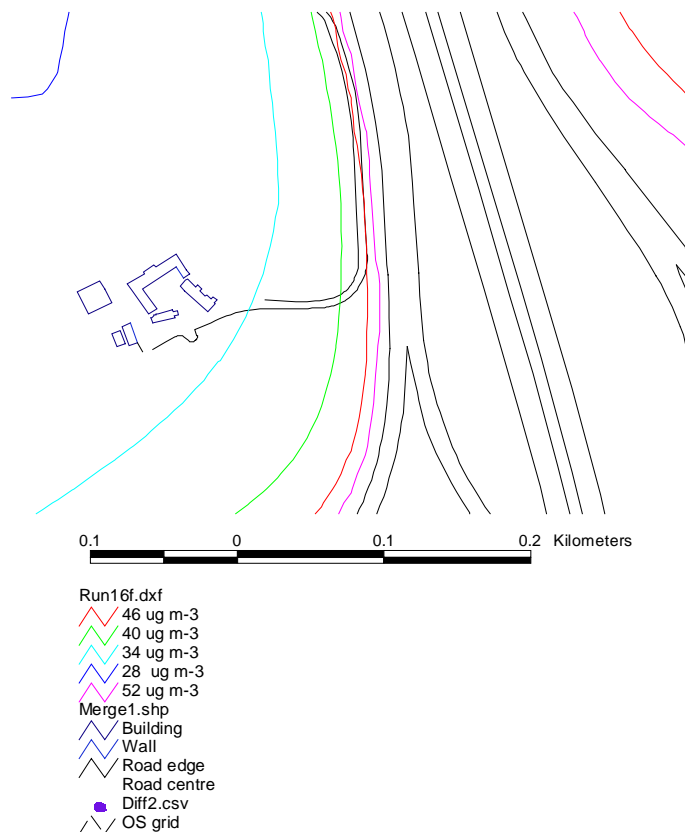 0.1 0 0.1 0.2 Kilometers
Run16f.dxf
46 ug m-3
40 ug m-3
34 ug m-3
28 ug m-3
52 ug m-3
Merge1.shp
Building
Wall
Road edge
Road centre
Diff2.csv
OS grid